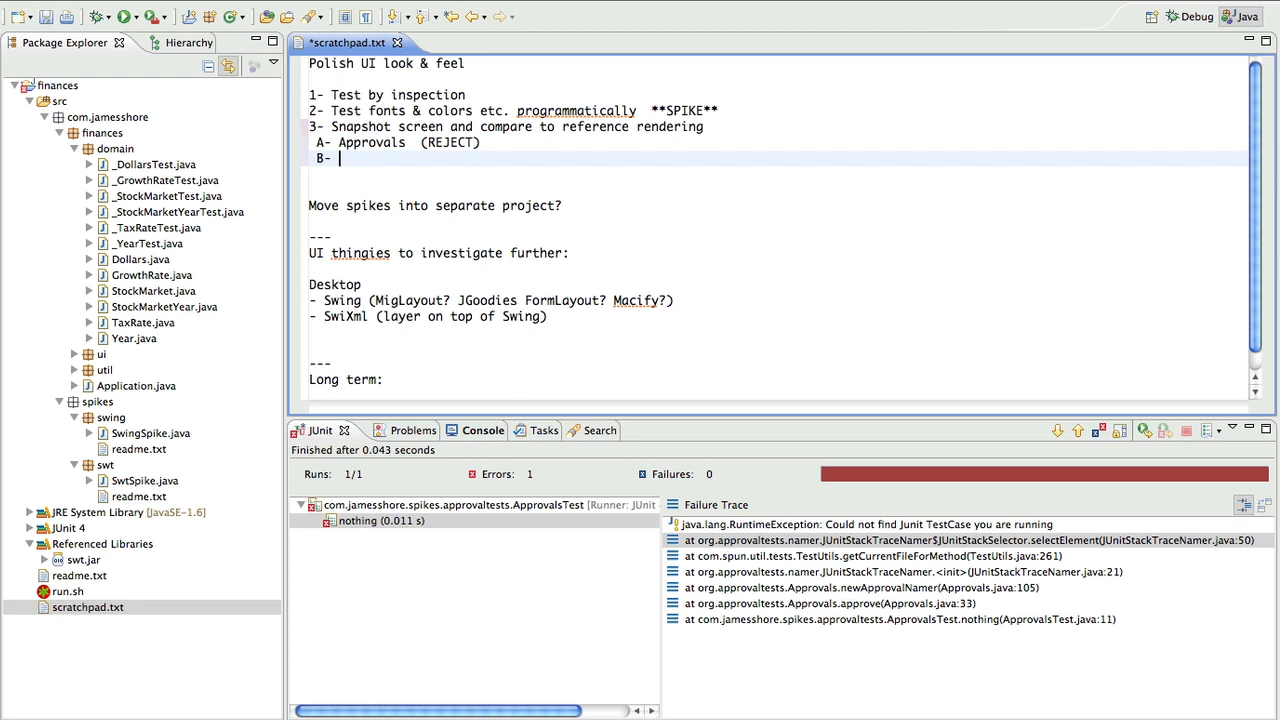 Debug
Java
Package Explorer
Hierarchy
*scratchpad.txt
finances
src
com.jamesshore
finances
domain
_DollarsTest.java
_GrowthRateTest.java
_StockMarketTest.java
_StockMarketYearTest.java
_TaxRateTest.java
_YearTest.java
Dollars.java
GrowthRate.java
StockMarket.java
StockMarketYear.java
TaxRate.java
Year.java
ui
util
Application.java
spikes
swing
SwingSpike.java
readme.txt
swt
SwtSpike.java
readme.txt
JRE System Library [JavaSE-1.6]
JUnit 4
Referenced Libraries
swt.jar
readme.txt
run.sh
scratchpad.txt
Polish UI look & feel
1- Test by inspection
2- Test fonts & colors etc. programmatically **SPIKE**
3- Snapshot screen and compare to reference rendering
A- Approvals (REJECT)
B-
Move spikes into separate project?
---
UI thingies to investigate further:
Desktop
- Swing (MigLayout? JGoodies FormLayout? Macify?)
- SwiXml (layer on top of Swing)
---
Long term:
JUnit
Problems
Console
Tasks
Search
Finished after 0.043 seconds
Runs: 1/1
Errors: 1
Failures: 0
com.jamesshore.spikes.approvaltests.ApprovalsTest [Runner: JUnit
nothing (0.011 s)
Failure Trace
java.lang.RuntimeException: Could not find Junit TestCase you are running
at org.approvaltests.namer.JUnitStackTraceNamer$JUnitStackSelector.selectElement(JUnitStackTraceNamer.java:50)
at com.spun.util.tests.TestUtils.getCurrentFileForMethod(TestUtils.java:261)
at org.approvaltests.namer.JUnitStackTraceNamer.<init>(JUnitStackTraceNamer.java:21)
at org.approvaltests.Approvals.newApprovalNamer(Approvals.java:105)
at org.approvaltests.Approvals.approve(Approvals.java:33)
at com.jamesshore.spikes.approvaltests.ApprovalsTest.nothing(ApprovalsTest.java:11)